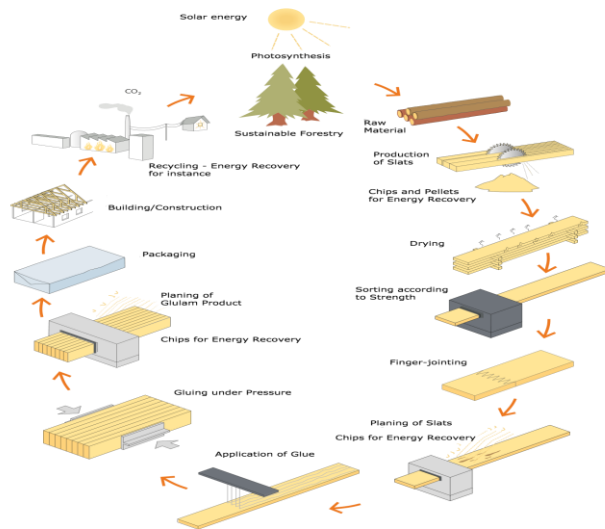 Solar energy
Photosynthesis
Sustainable Forestry
Raw
Material
Production
of Slats
Chips and Pellets
for Energy Recovery
Drying
Sorting according
to Strength
Finger-jointing
Planing of Slats
Chips for Energy Recovery
Application of Glue
Gluing under Pressure
Planing of
Glulam Product
Chips for Energy Recovery
Packaging
Building/Construction
Recycling - Energy Recovery
for instance
CO₂